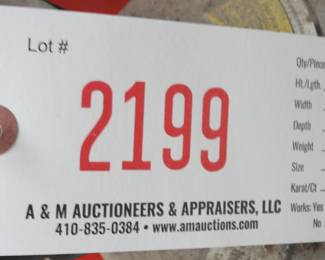 Lot #
2199
A & M AUCTIONEERS & APPRAISERS, LLC
410-835-0384 • www.amauctions.com
Qty/Piece
Ht./Lgth.
Width
Depth
Weight
Size
Karat/Ct
Works: Yes
No